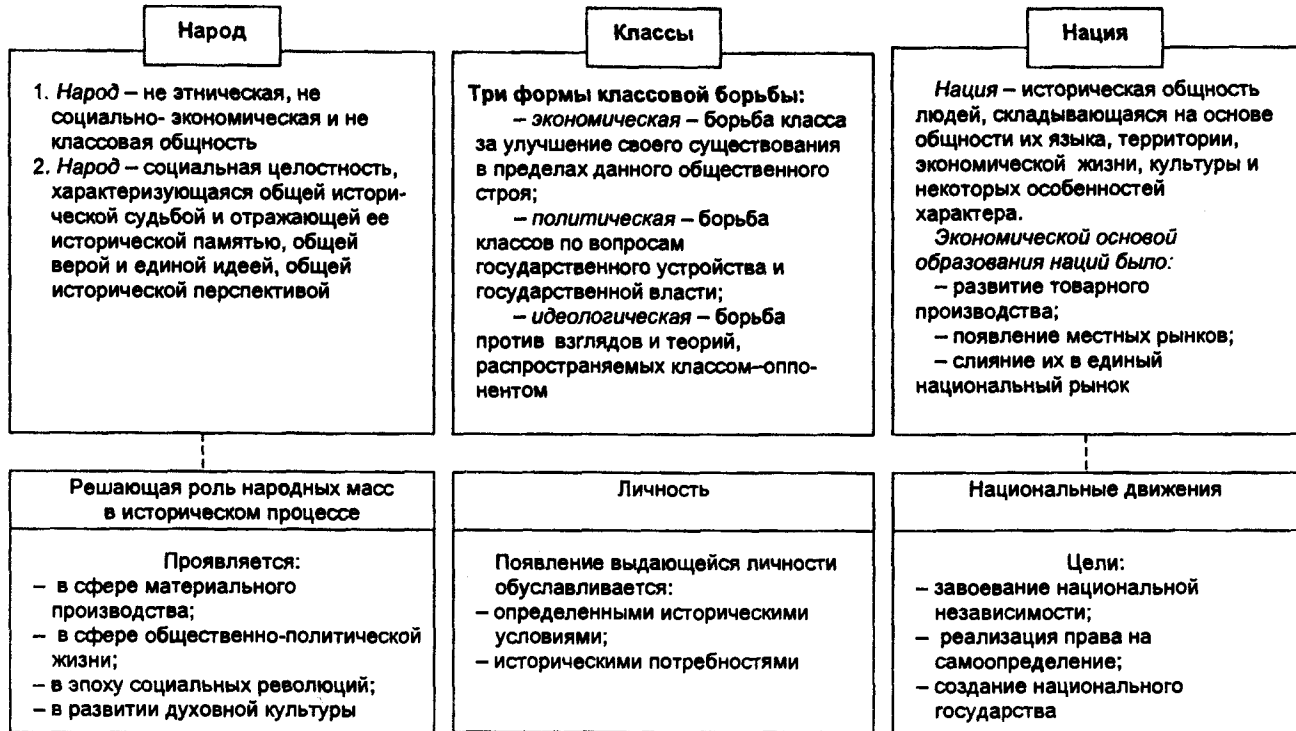 Народ
1. Народ – не этническая, не
социально- экономическая и не
классовая общность
2. Народ – социальная целостность,
характеризующаяся общей истори-
ческой судьбой и отражающей ее
исторической памятью, общей
верой и единой идеей, общей
исторической перспективой
Классы
Три формы классовой борьбы:
– экономическая – борьба класса
за улучшение своего существования
в пределах данного общественного
строя;
– политическая – борьба
классов по вопросам
государственного устройства и
государственной власти;
– идеологическая – борьба
против взглядов и теорий,
распространяемых классом–оппо-
нентом
Нация
Нация – историческая общность
людей, складывающаяся на основе
общности их языка, территории,
экономической жизни, культуры и
некоторых особенностей
характера.
Экономической основой
образования наций было:
– развитие товарного
производства;
– появление местных рынков;
– слияние их в единый
национальный рынок
Решающая роль народных масс
в историческом процессе
Проявляется:
– в сфере материального
производства;
– в сфере общественно-политической
жизни;
– в эпоху социальных революций;
– в развитии духовной культуры
Личность
Появление выдающейся личности
обуславливается:
– определенными историческими
условиями;
– историческими потребностями
Национальные движения
Цели:
– завоевание национальной
независимости;
– реализация права на
самоопределение;
– создание национального
государства